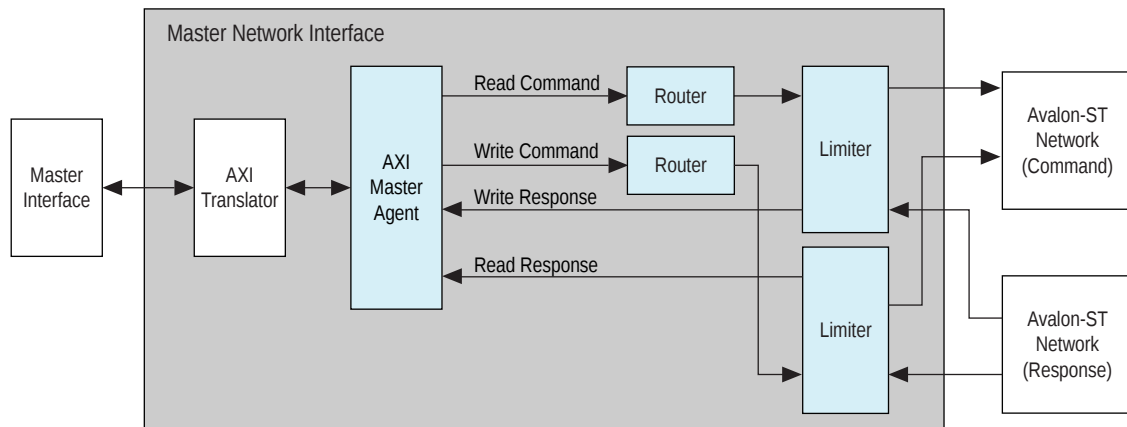 Master Network Interface
Master
Interface
AXI
Translator
AXI
Master
Agent
Read Command
Write Command
Write Response
Read Response
Router
Router
Limiter
Limiter
Avalon-ST
Network
(Command)
Avalon-ST
Network
(Response)